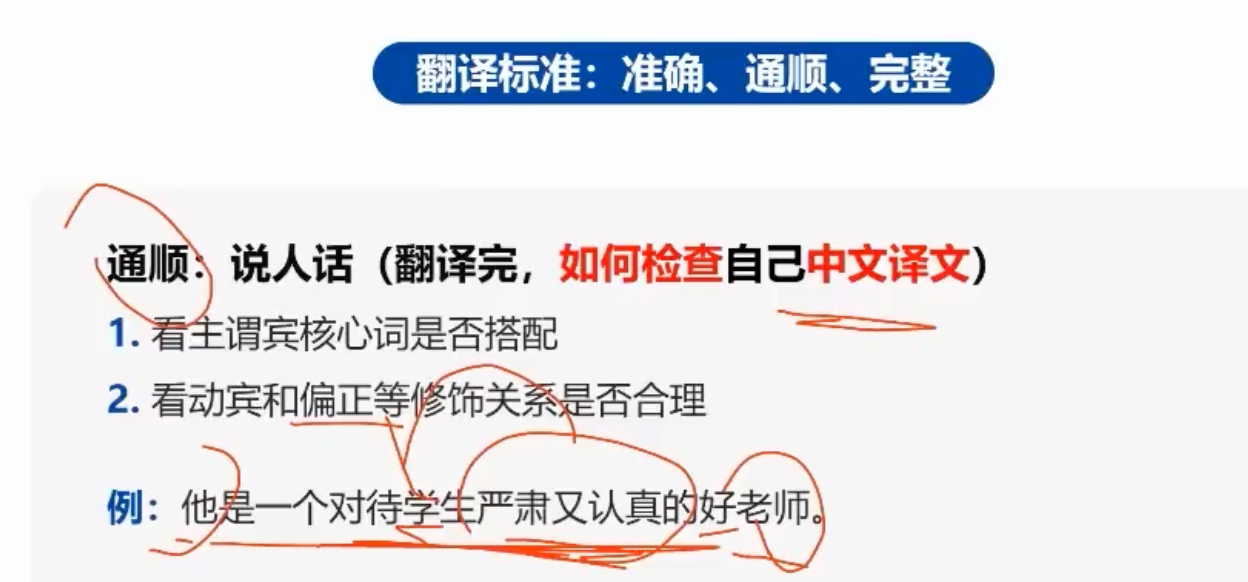 翻译标准：准确、通顺、完整
通顺：说人话（翻译完，如何检查自己中文译文）
1. 看主谓宾核心词是否搭配
2. 看动宾和偏正等修饰关系是否合理
例：他是一个对待学生严肃又认真的好老师。